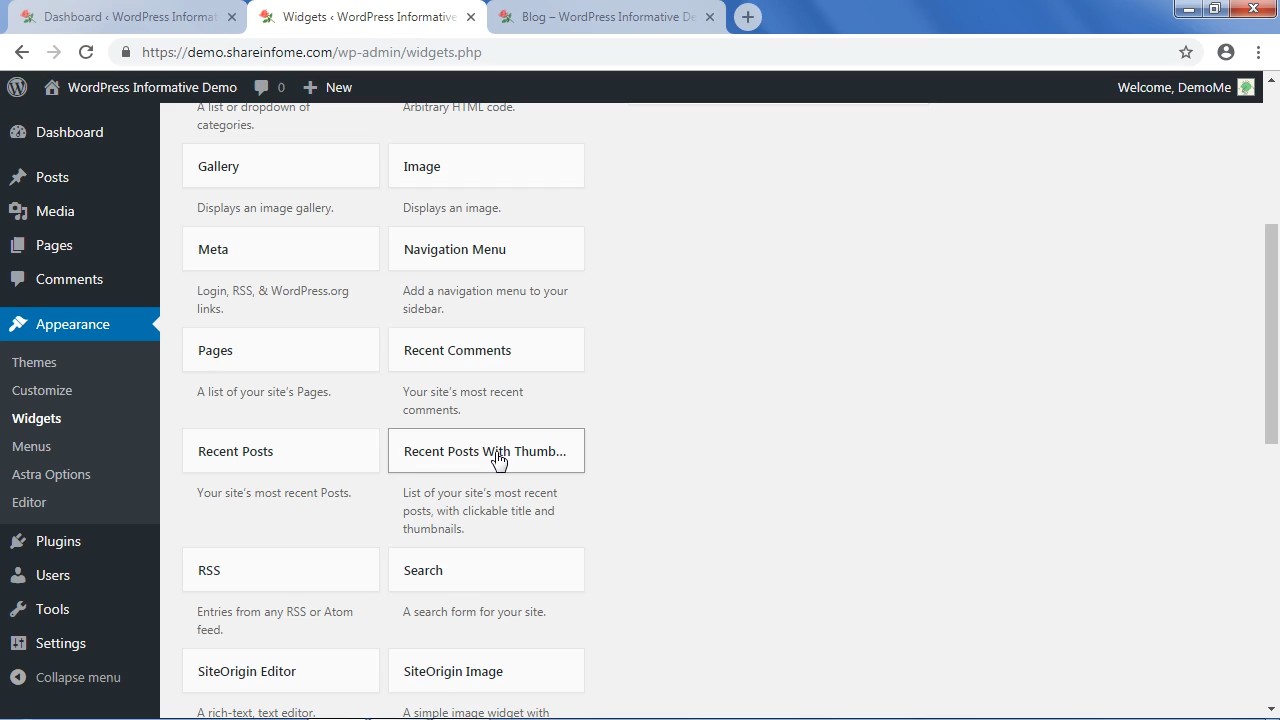 Dashboard ‹ WordPress Informat
Widgets ‹ WordPress Informative
Blog – WordPress Informative De
https://demo.shareinfome.com/wp-admin/widgets.php
WordPress Informative Demo
0
New
Welcome, DemoMe
Dashboard
Posts
Media
Pages
Comments
Appearance
Themes
Customize
Widgets
Menus
Astra Options
Editor
Plugins
Users
Tools
Settings
Collapse menu
A list or dropdown of
categories.
Arbitrary HTML code.
Gallery
Displays an image gallery.
Image
Displays an image.
Meta
Login, RSS, & WordPress.org
links.
Navigation Menu
Add a navigation menu to your
sidebar.
Pages
A list of your site's Pages.
Recent Comments
Your site's most recent
comments.
Recent Posts
Your site's most recent Posts.
Recent Posts With Thumb...
List of your site's most recent
posts, with clickable title and
thumbnails.
RSS
Entries from any RSS or Atom
feed.
Search
A search form for your site.
SiteOrigin Editor
A rich-text, text editor.
SiteOrigin Image
A simple image widget with